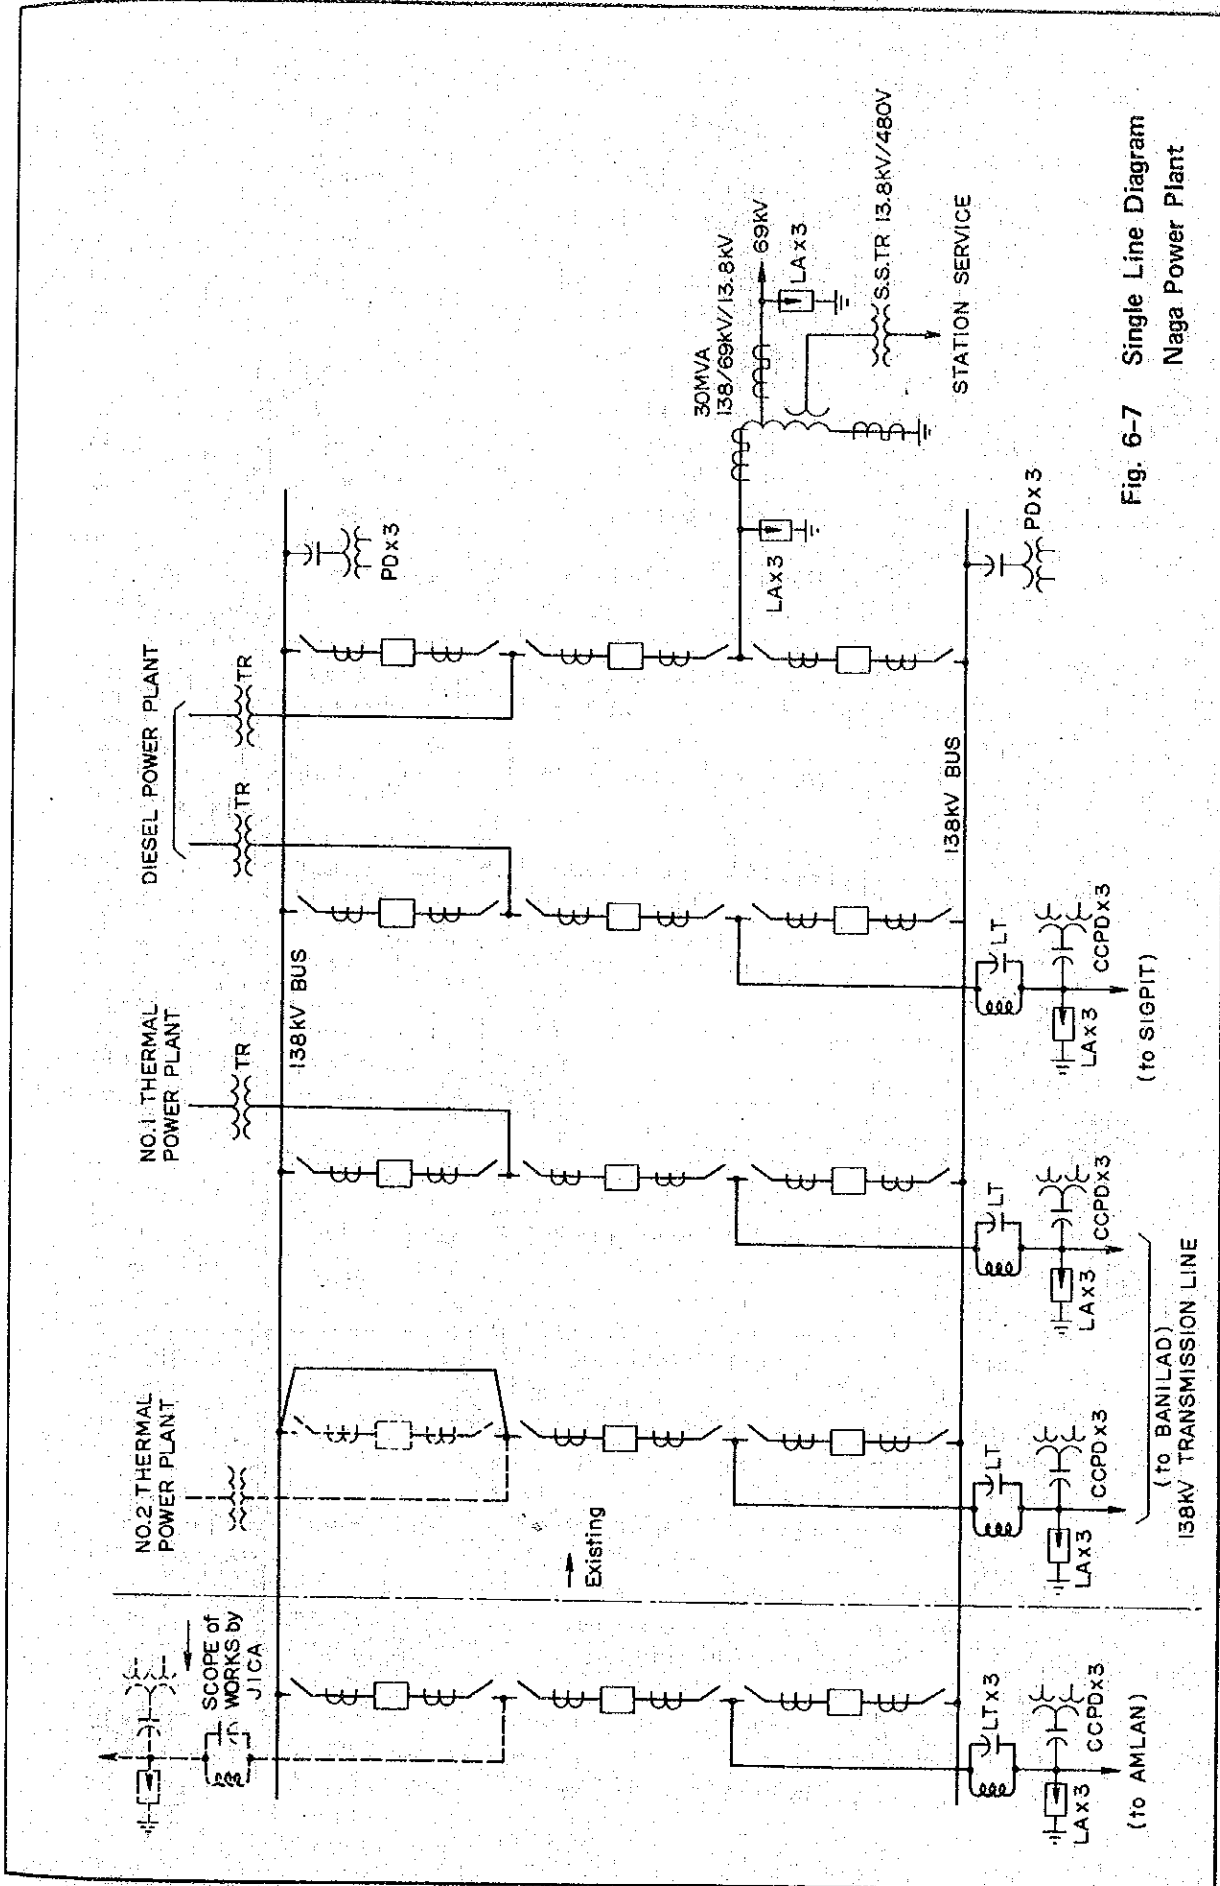 SCOPE of
WORKS by
JICA
NO.2 THERMAL
POWER PLANT
NO.1 THERMAL
POWER PLANT
TR
DIESEL POWER PLANT
TR
TR
138kV BUS
PDx3
Existing
30MVA
138/69kV/13.8kV
69kV
LAx3
LAx3
S.S.TR 13.8kV/480V
STATION SERVICE
138kV BUS
PDx3
LTx3
CCPDx3
LAx3
(to AMLAN)
LT
CCPDx3
LAx3
LT
CCPDx3
LAx3
(to BANILAD)
138kV TRANSMISSION LINE
LT
CCPDx3
LAx3
(to SIGPIT)
Fig. 6-7 Single Line Diagram
Naga Power Plant